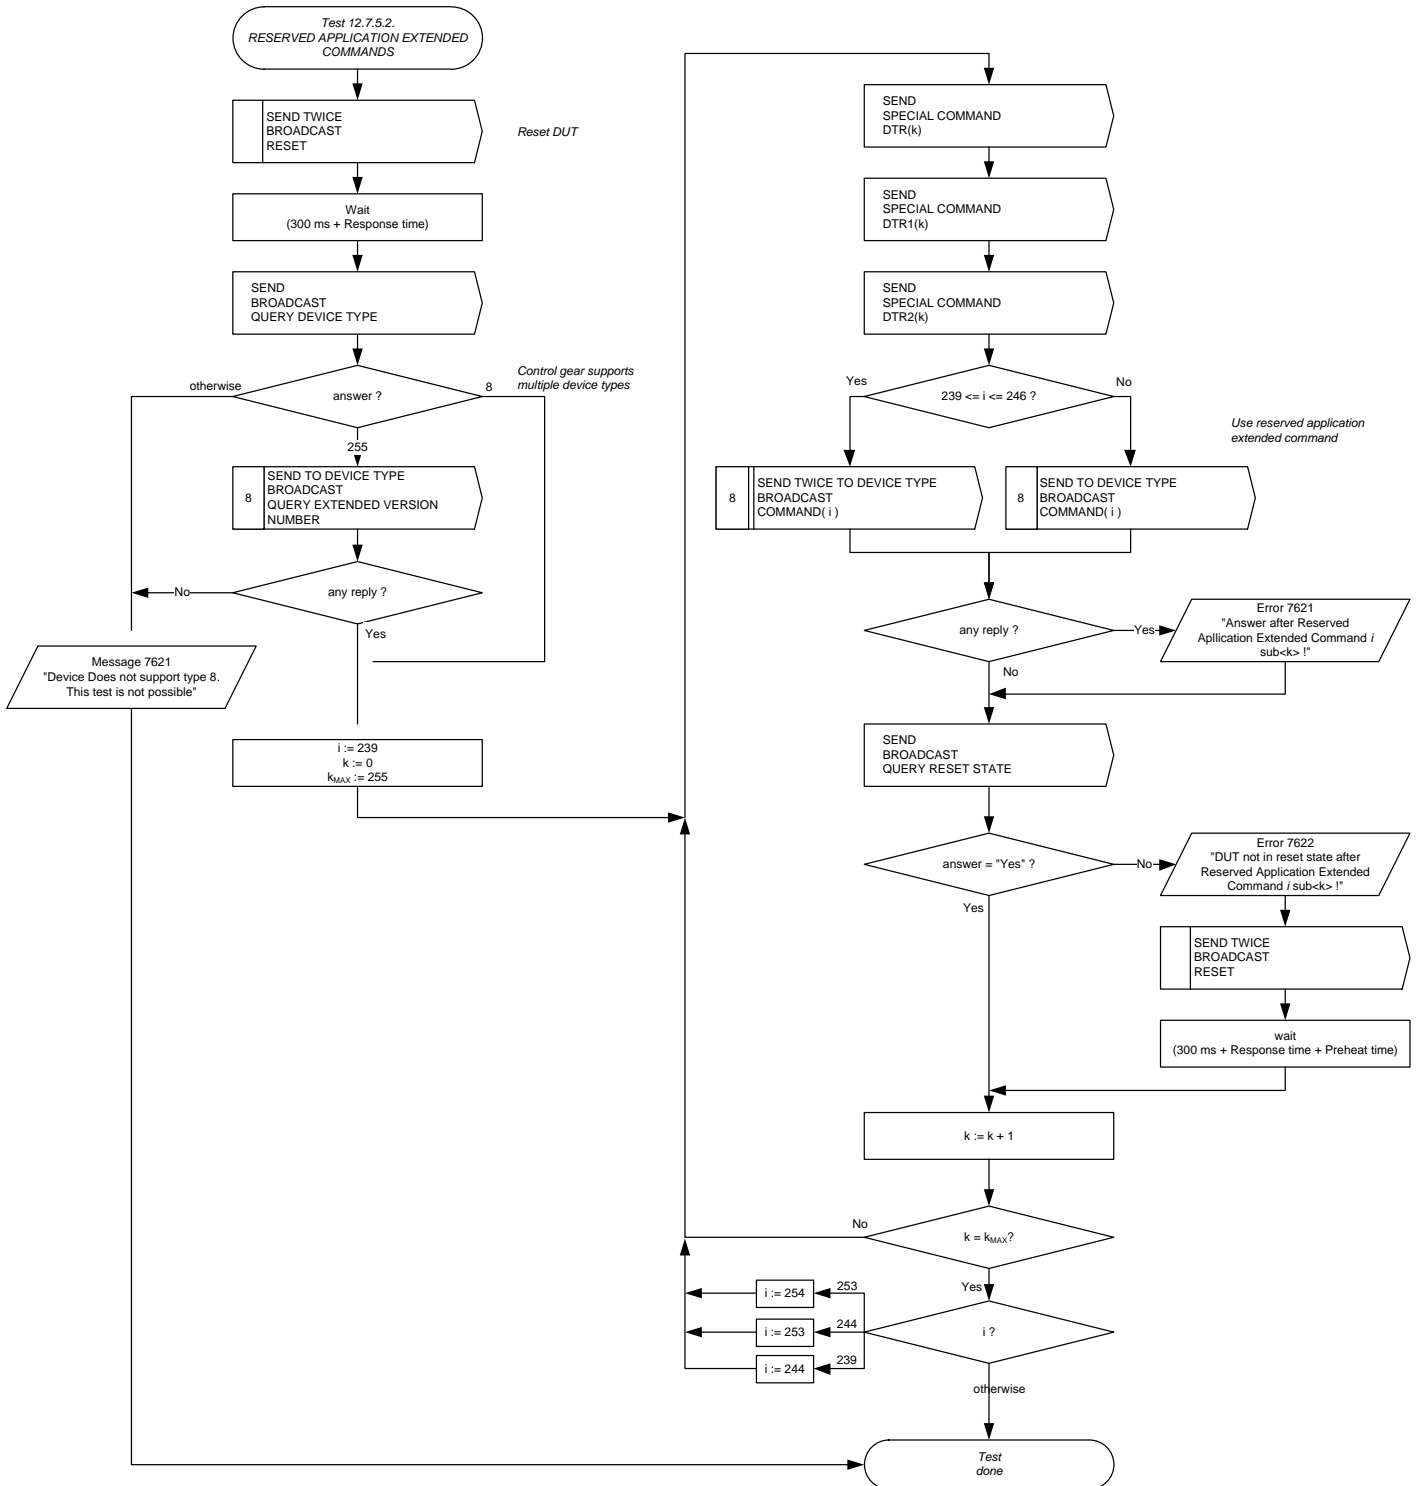 Test 12.7.5.2.
RESERVED APPLICATION EXTENDED
COMMANDS
SEND TWICE
BROADCAST
RESET
Reset DUT
Wait
(300 ms + Response time)
SEND
BROADCAST
QUERY DEVICE TYPE
Control gear supports
multiple device types
otherwise
answer ?
8
255
8
SEND TO DEVICE TYPE
BROADCAST
QUERY EXTENDED VERSION
NUMBER
No
any reply ?
Yes
Message 7621
"Device Does not support type 8.
This test is not possible"
i := 239
k := 0
kMAX := 255
SEND
SPECIAL COMMAND
DTR(k)
SEND
SPECIAL COMMAND
DTR1(k)
SEND
SPECIAL COMMAND
DTR2(k)
Yes
239 <= i <= 246 ?
No
Use reserved application
extended command
8
SEND TWICE TO DEVICE TYPE
BROADCAST
COMMAND( i )
8
SEND TO DEVICE TYPE
BROADCAST
COMMAND( i )
any reply ?
Yes
Error 7621
"Answer after Reserved
Apllication Extended Command i
sub<k> !"
No
SEND
BROADCAST
QUERY RESET STATE
answer = "Yes" ?
No
Error 7622
"DUT not in reset state after
Reserved Application Extended
Command i sub<k> !"
Yes
SEND TWICE
BROADCAST
RESET
wait
(300 ms + Response time + Preheat time)
k := k + 1
No
k = kMAX?
Yes
i := 254
253
i := 253
244
i ?
i := 244
239
otherwise
Test
done